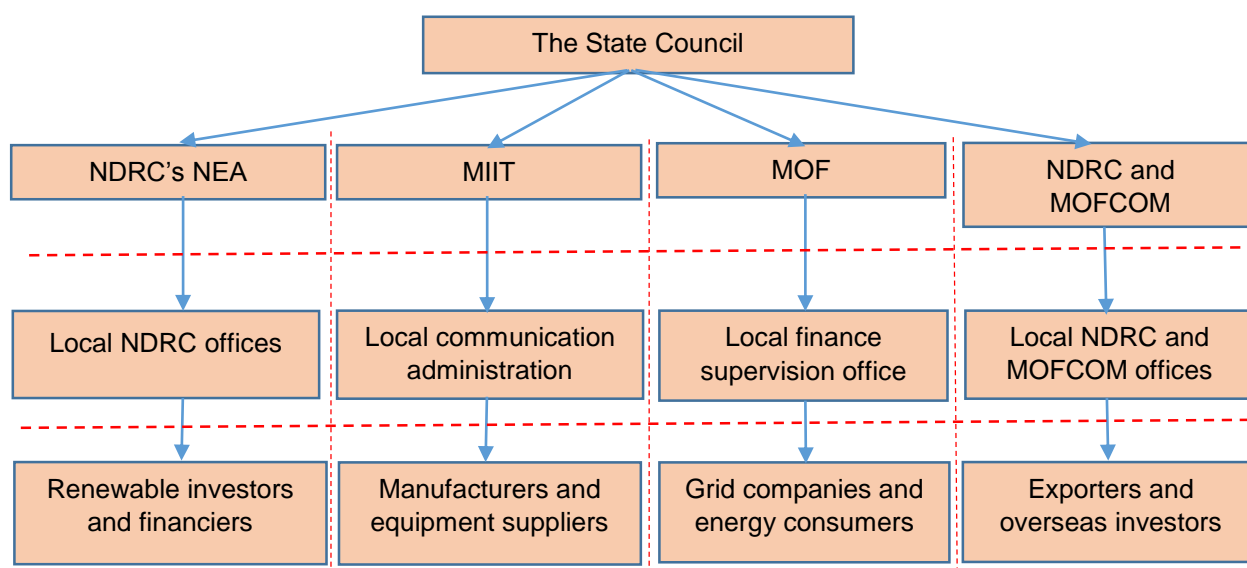 The State Council
NDRC's NEA
MIIT
MOF
NDRC and
MOFCOM
Local NDRC offices
Local communication
administration
Local finance
supervision office
Local NDRC and
MOFCOM offices
Renewable investors
and financiers
Manufacturers and
equipment suppliers
Grid companies and
energy consumers
Exporters and
overseas investors